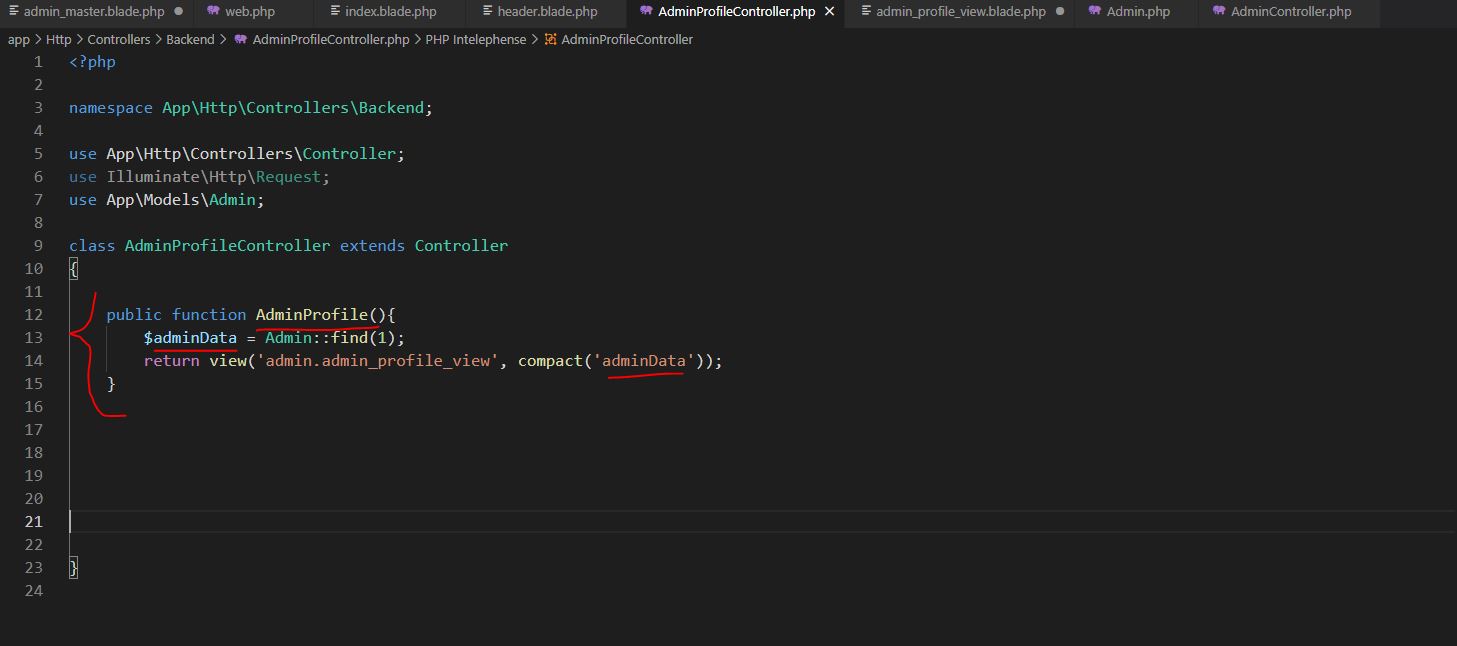 admin_master.blade.php web.php index.blade.php header.blade.php AdminProfileController.php admin_profile_view.blade.php Admin.php AdminController.php
app > Http > Controllers > Backend > AdminProfileController.php > PHP Intelephense > AdminProfileController
1 <?php
2
3 namespace App\Http\Controllers\Backend;
4
5 use App\Http\Controllers\Controller;
6 use Illuminate\Http\Request;
7 use App\Models\Admin;
8
9 class AdminProfileController extends Controller
10 {
11
12 public function AdminProfile(){
13 $adminData = Admin::find(1);
14 return view('admin.admin_profile_view', compact('adminData'));
15 }
16
17
18
19
20
21
22
23 }
24